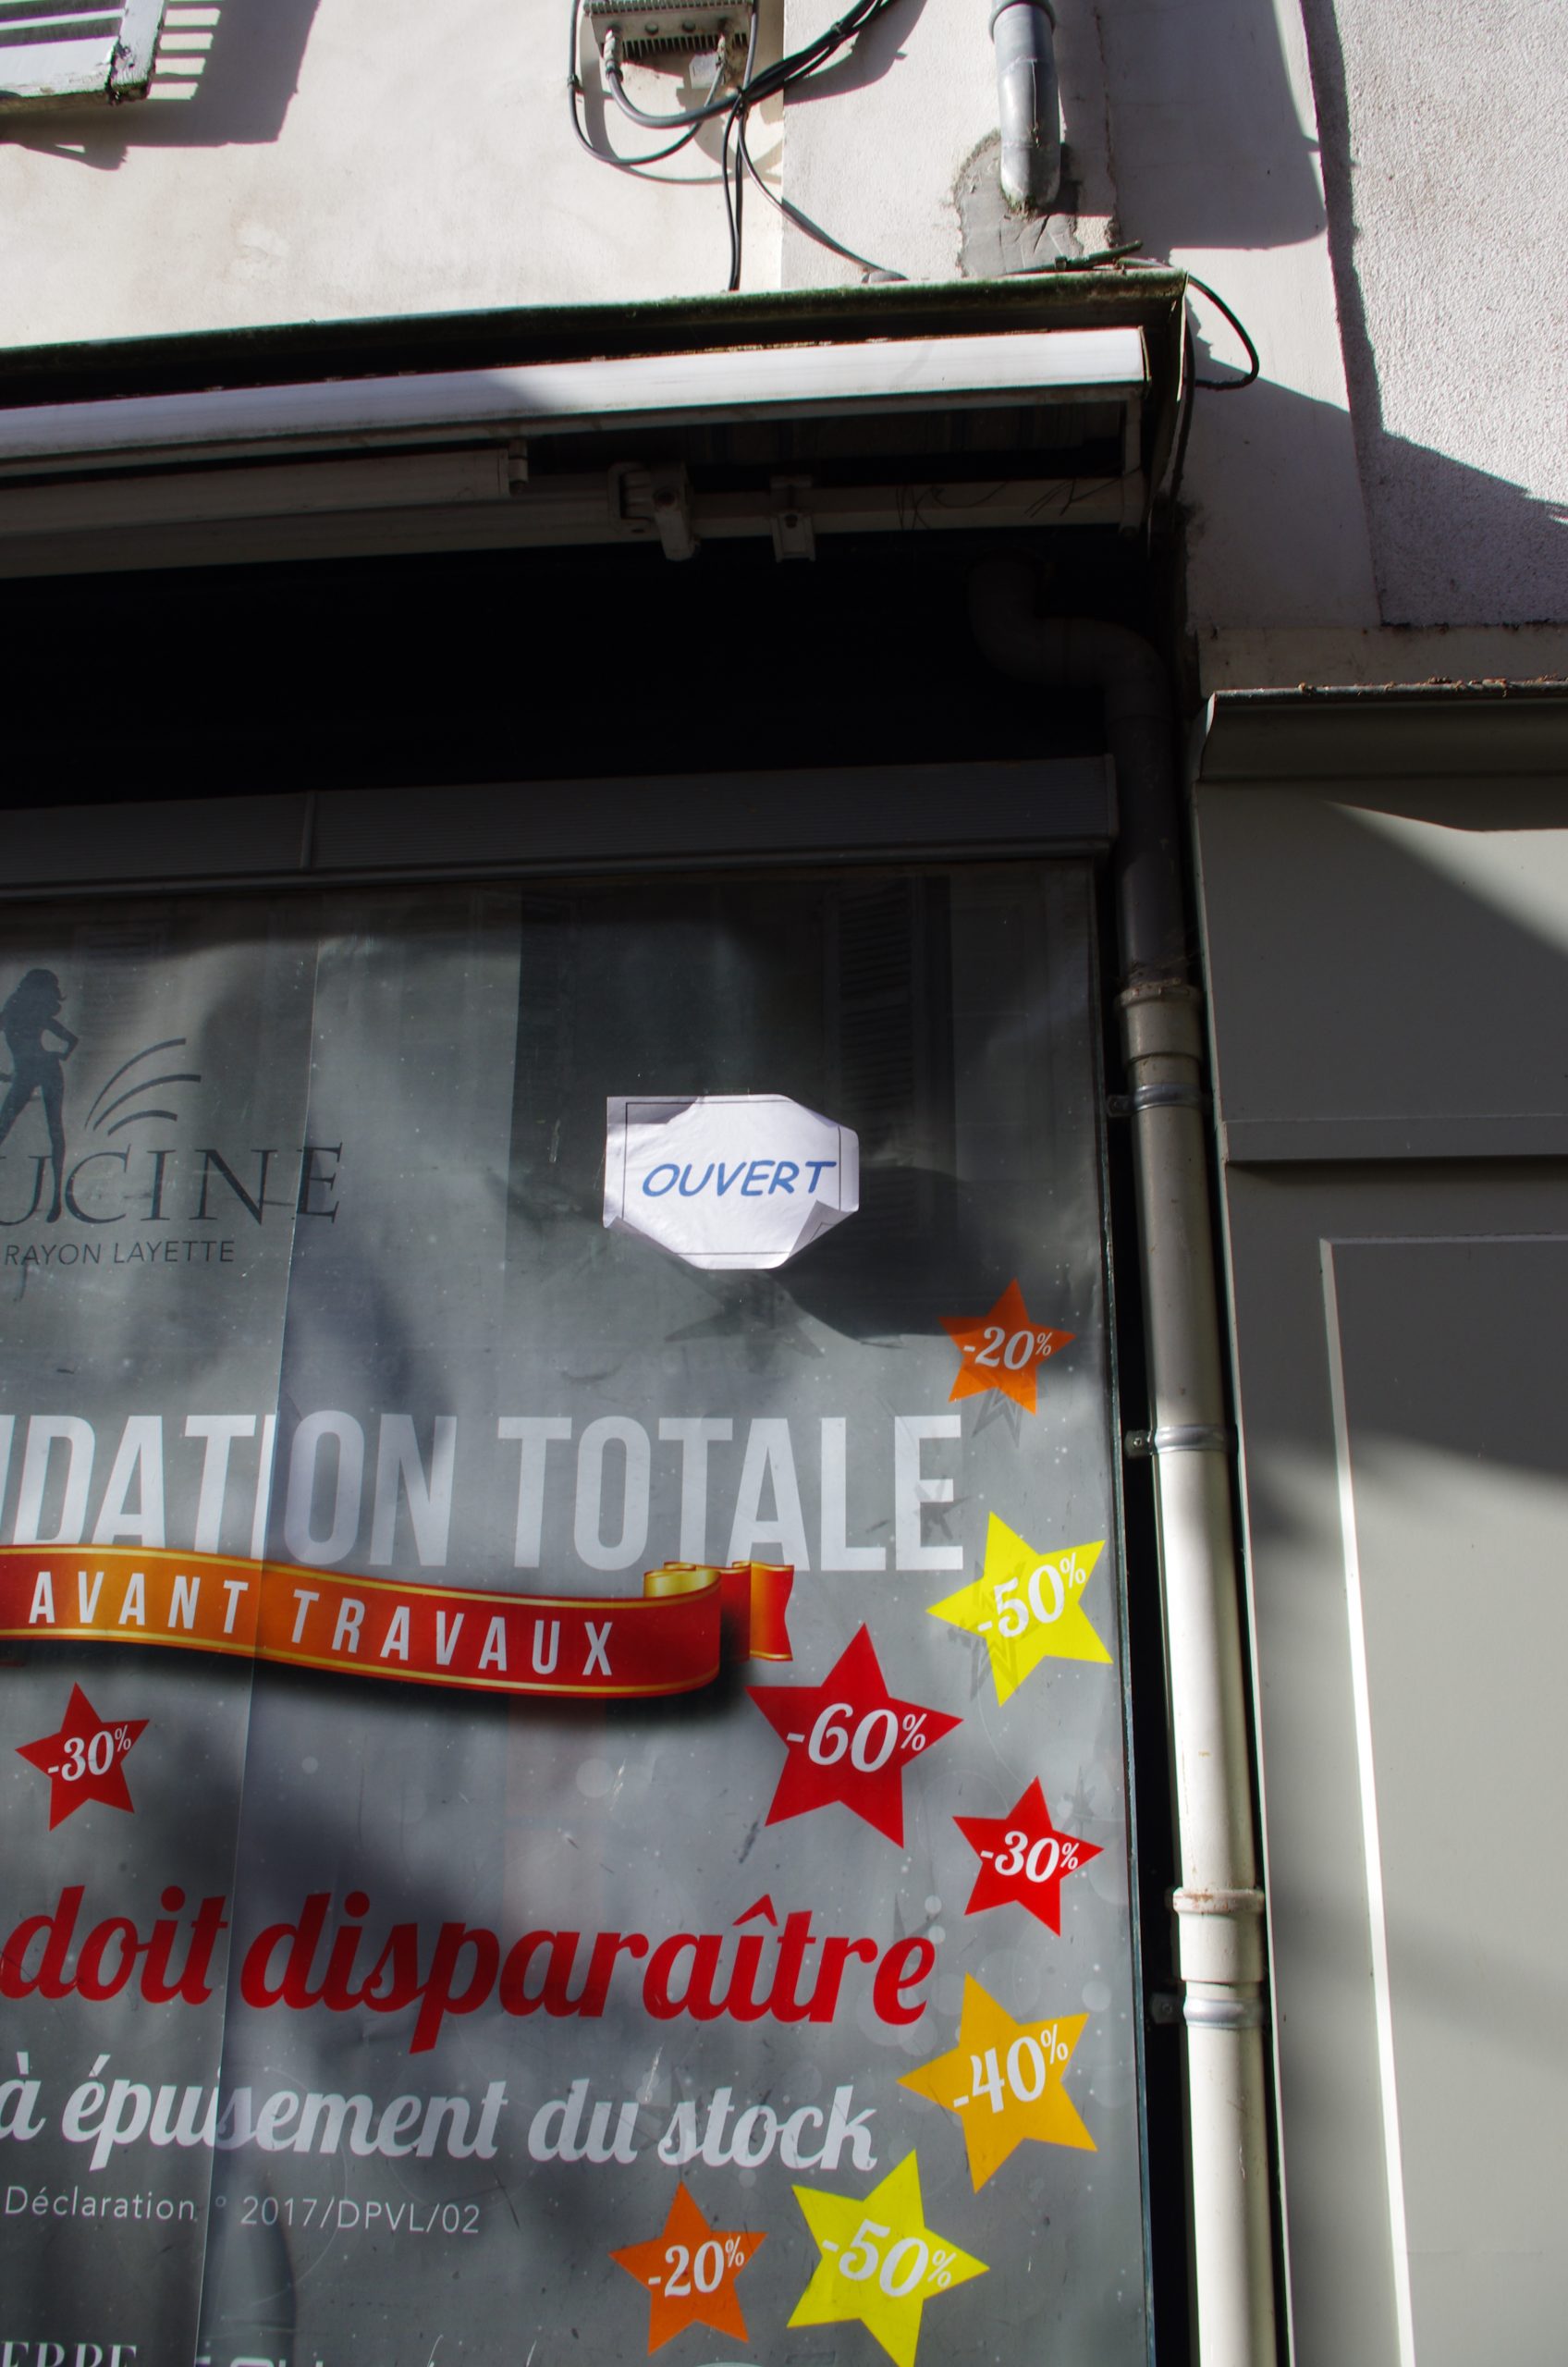 UCINE
RAYON LAYETTE
OUVERT
-20%
IDATION TOTALE
AVANT TRAVAUX
-50%
-60%
-30%
-30%
doit disparaître
-40%
à épusement du stock
Déclaration ° 2017/DPVL/02
-20%
-50%